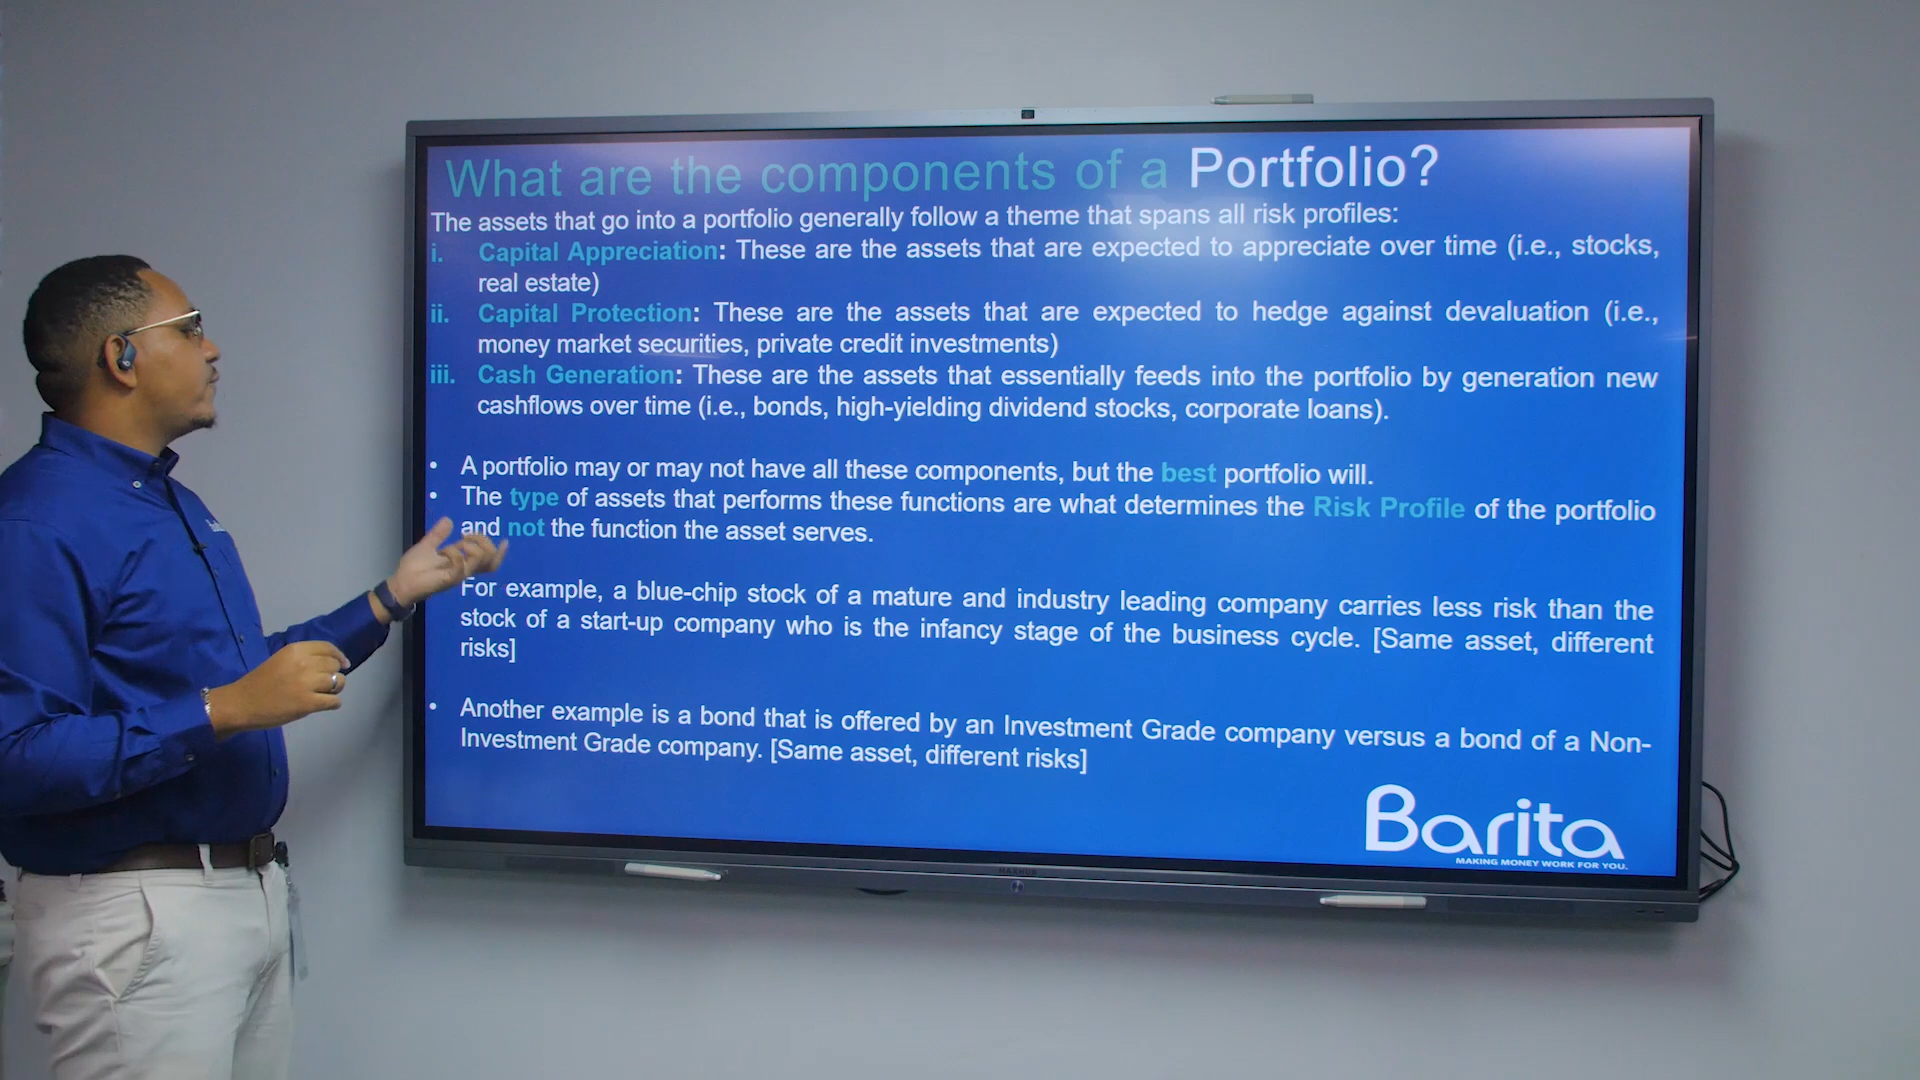 What are the components of a Portfolio?
The assets that go into a portfolio generally follow a theme that spans all risk profiles:
i. Capital Appreciation: These are the assets that are expected to appreciate over time (i.e., stocks,
real estate)
ii. Capital Protection: These are the assets that are expected to hedge against devaluation (i.e.,
money market securities, private credit investments)
iii. Cash Generation: These are the assets that essentially feeds into the portfolio by generation new
cashflows over time (i.e., bonds, high-yielding dividend stocks, corporate loans).
• A portfolio may or may not have all these components, but the best portfolio will.
• The type of assets that performs these functions are what determines the Risk Profile of the portfolio
and not the function the asset serves.
For example, a blue-chip stock of a mature and industry leading company carries less risk than the
stock of a start-up company who is the infancy stage of the business cycle. [Same asset, different
risks]
• Another example is a bond that is offered by an Investment Grade company versus a bond of a Non-
Investment Grade company. [Same asset, different risks]
Barita
MAKING MONEY WORK FOR YOU.